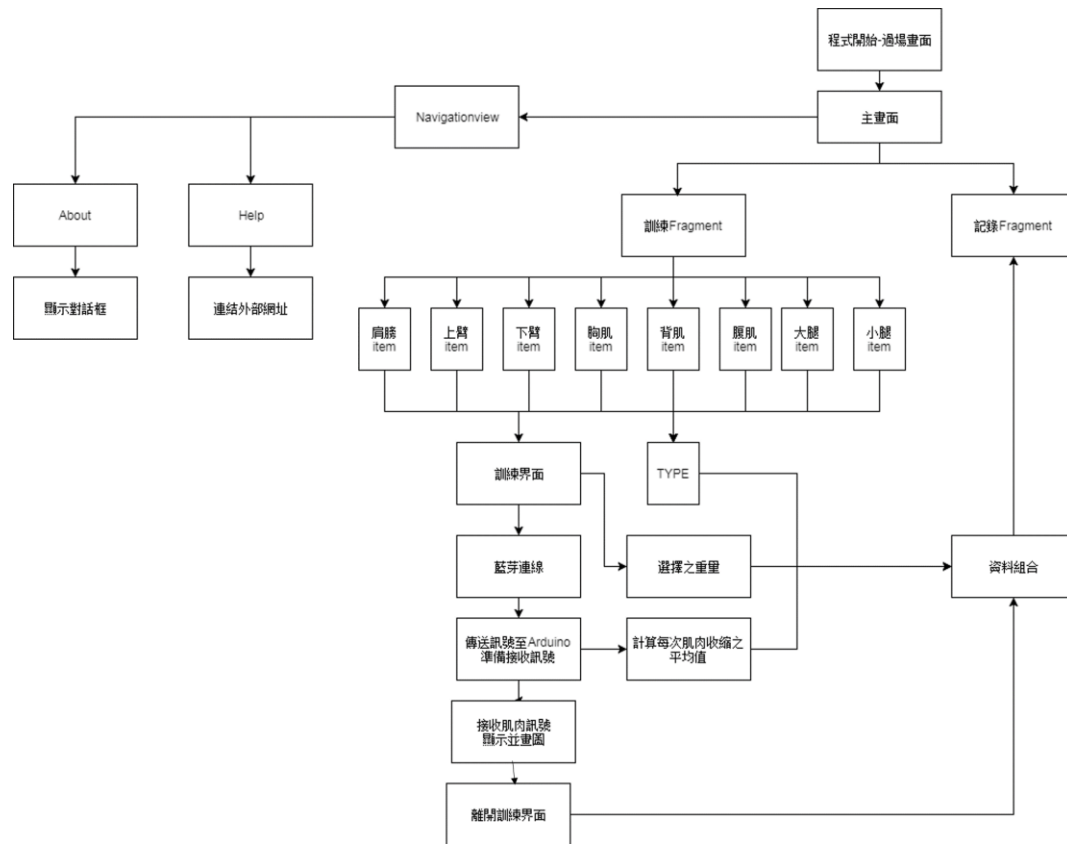 程式開始-過場畫面
主畫面
Navigationview
About
Help
訓練Fragment
記錄Fragment
顯示對話框
連結外部網址
肩膀
item
上臂
item
下臂
item
胸肌
item
背肌
item
腹肌
item
大腿
item
小腿
item
訓練界面
TYPE
藍芽連線
選擇之重量
資料組合
傳送訊號至Arduino
準備接收訊號
計算每次肌肉收縮之
平均值
接收肌肉訊號
顯示並畫圖
離開訓練界面